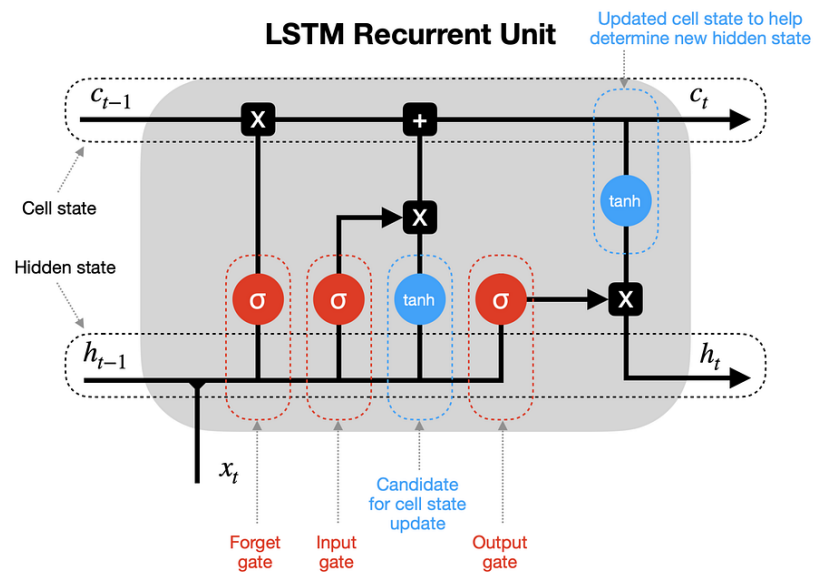 LSTM Recurrent Unit
Updated cell state to help
determine new hidden state
c_{t-1}
c_t
X
+
Cell state
X
tanh
Hidden state
σ
σ
tanh
σ
X
h_{t-1}
h_t
x_t
Candidate
for cell state
update
Forget
gate
Input
gate
Output
gate